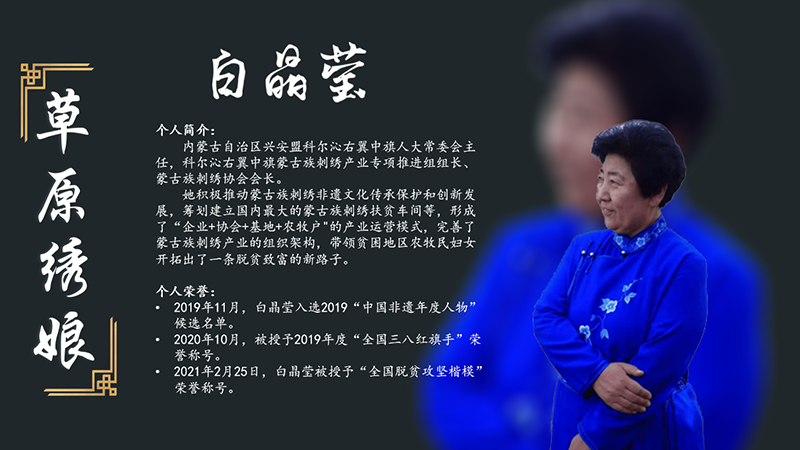 草原绣娘
白晶莹
个人简介：
内蒙古自治区兴安盟科尔沁右翼中旗人大常委会主
任，科尔沁右翼中旗蒙古族刺绣产业专项推进组组长、
蒙古族刺绣协会会长。
她积极推动蒙古族刺绣非遗文化传承保护和创新发
展，筹划建立国内最大的蒙古族刺绣扶贫车间等，形成
了“企业+协会+基地+农牧户"的产业运营模式，完善了
蒙古族刺绣产业的组织架构，带领贫困地区农牧民妇女
开拓出了一条脱贫致富的新路子。
个人荣誉：
• 2019年11月，白晶莹入选2019“中国非遗年度人物”
候选名单。
• 2020年10月，被授予2019年度“全国三八红旗手”荣
誉称号。
• 2021年2月25日，白晶莹被授予“全国脱贫攻坚楷模”
荣誉称号。